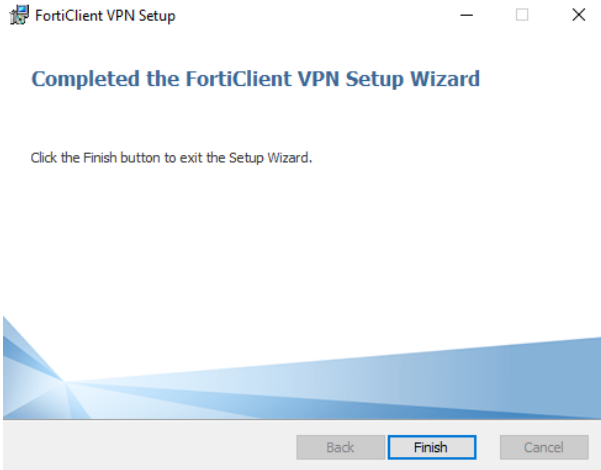 FortiClient VPN Setup
Completed the FortiClient VPN Setup Wizard
Click the Finish button to exit the Setup Wizard.
Back Finish Cancel